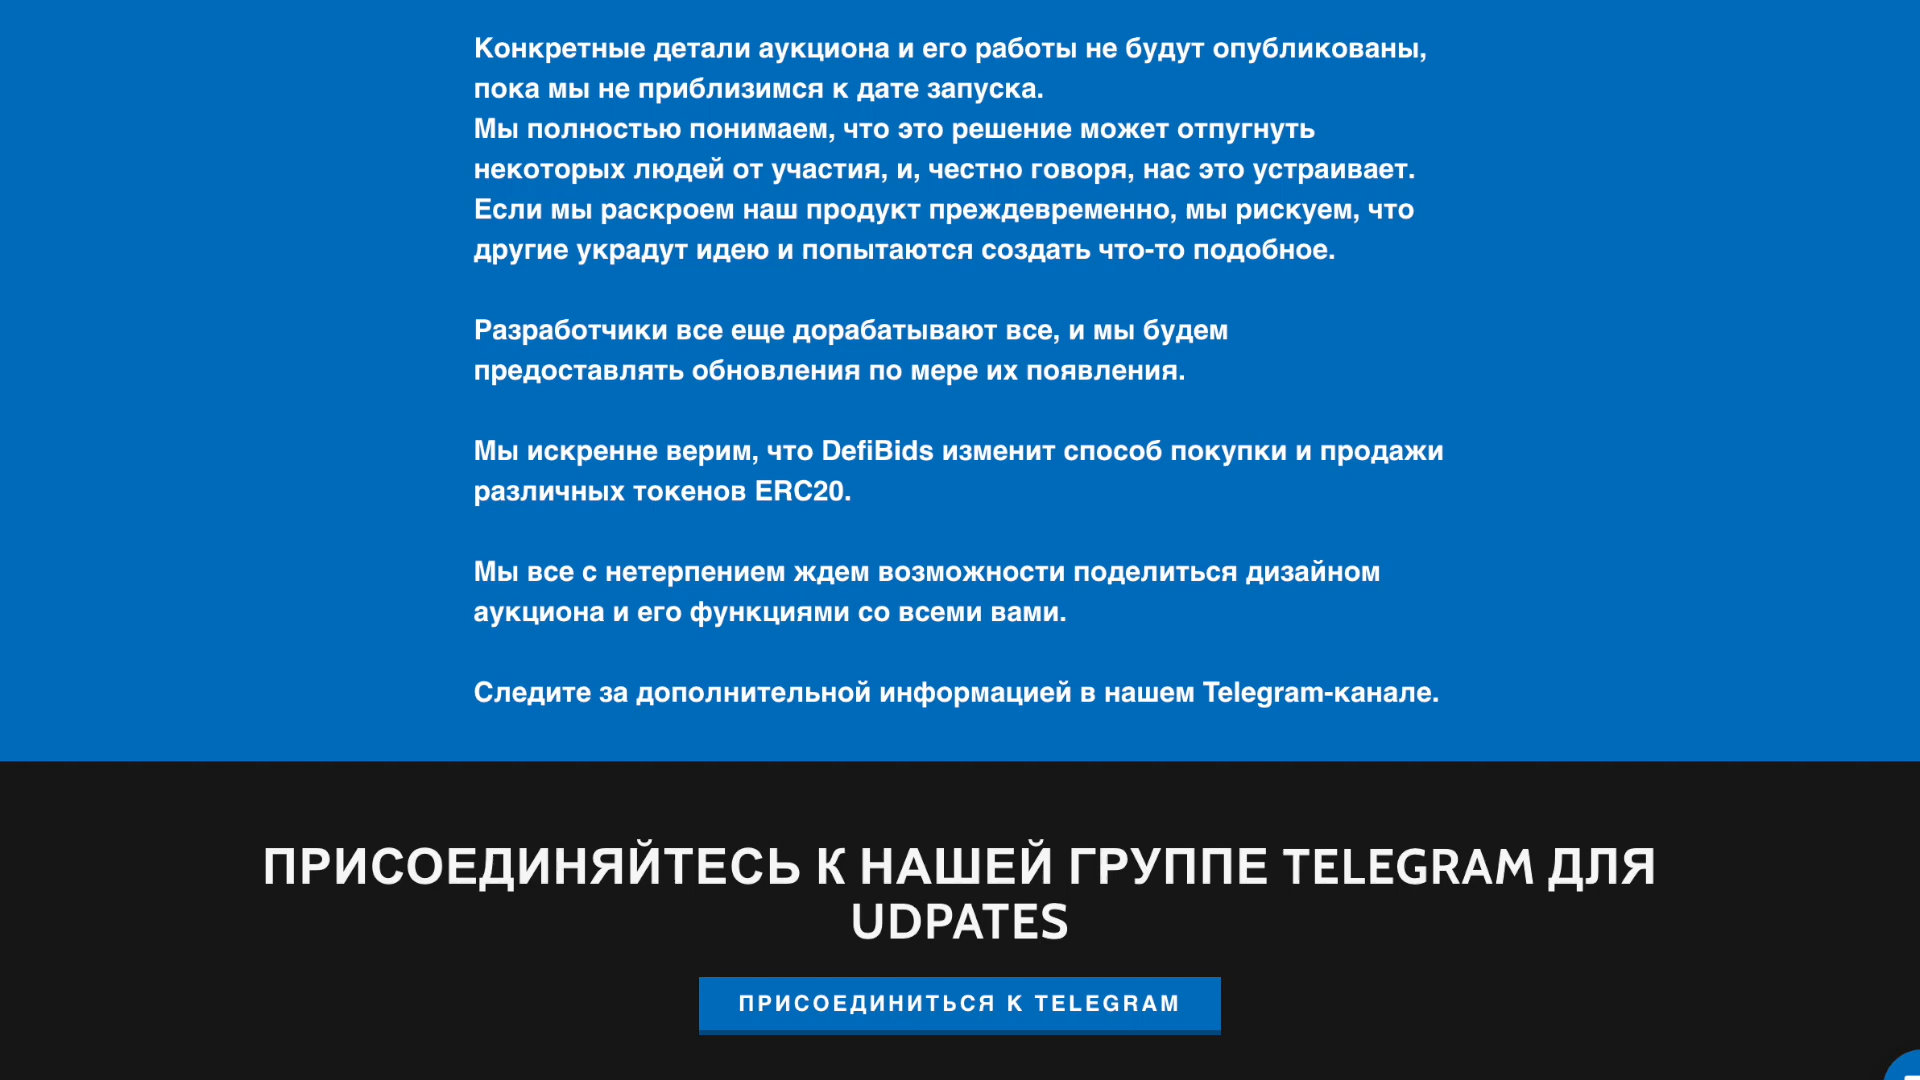 Конкретные детали аукциона и его работы не будут опубликованы,
пока мы не приблизимся к дате запуска.
Мы полностью понимаем, что это решение может отпугнуть
некоторых людей от участия, и, честно говоря, нас это устраивает.
Если мы раскроем наш продукт преждевременно, мы рискуем, что
другие украдут идею и попытаются создать что-то подобное.
Разработчики все еще дорабатывают все, и мы будем
предоставлять обновления по мере их появления.
Мы искренне верим, что DefiBids изменит способ покупки и продажи
различных токенов ERC20.
Мы все с нетерпением ждем возможности поделиться дизайном
аукциона и его функциями со всеми вами.
Следите за дополнительной информацией в нашем Telegram-канале.
ПРИСОЕДИНЯЙТЕСЬ К НАШЕЙ ГРУППЕ TELEGRAM ДЛЯ
UDPATES
ПРИСОЕДИНИТЬСЯ К TELEGRAM